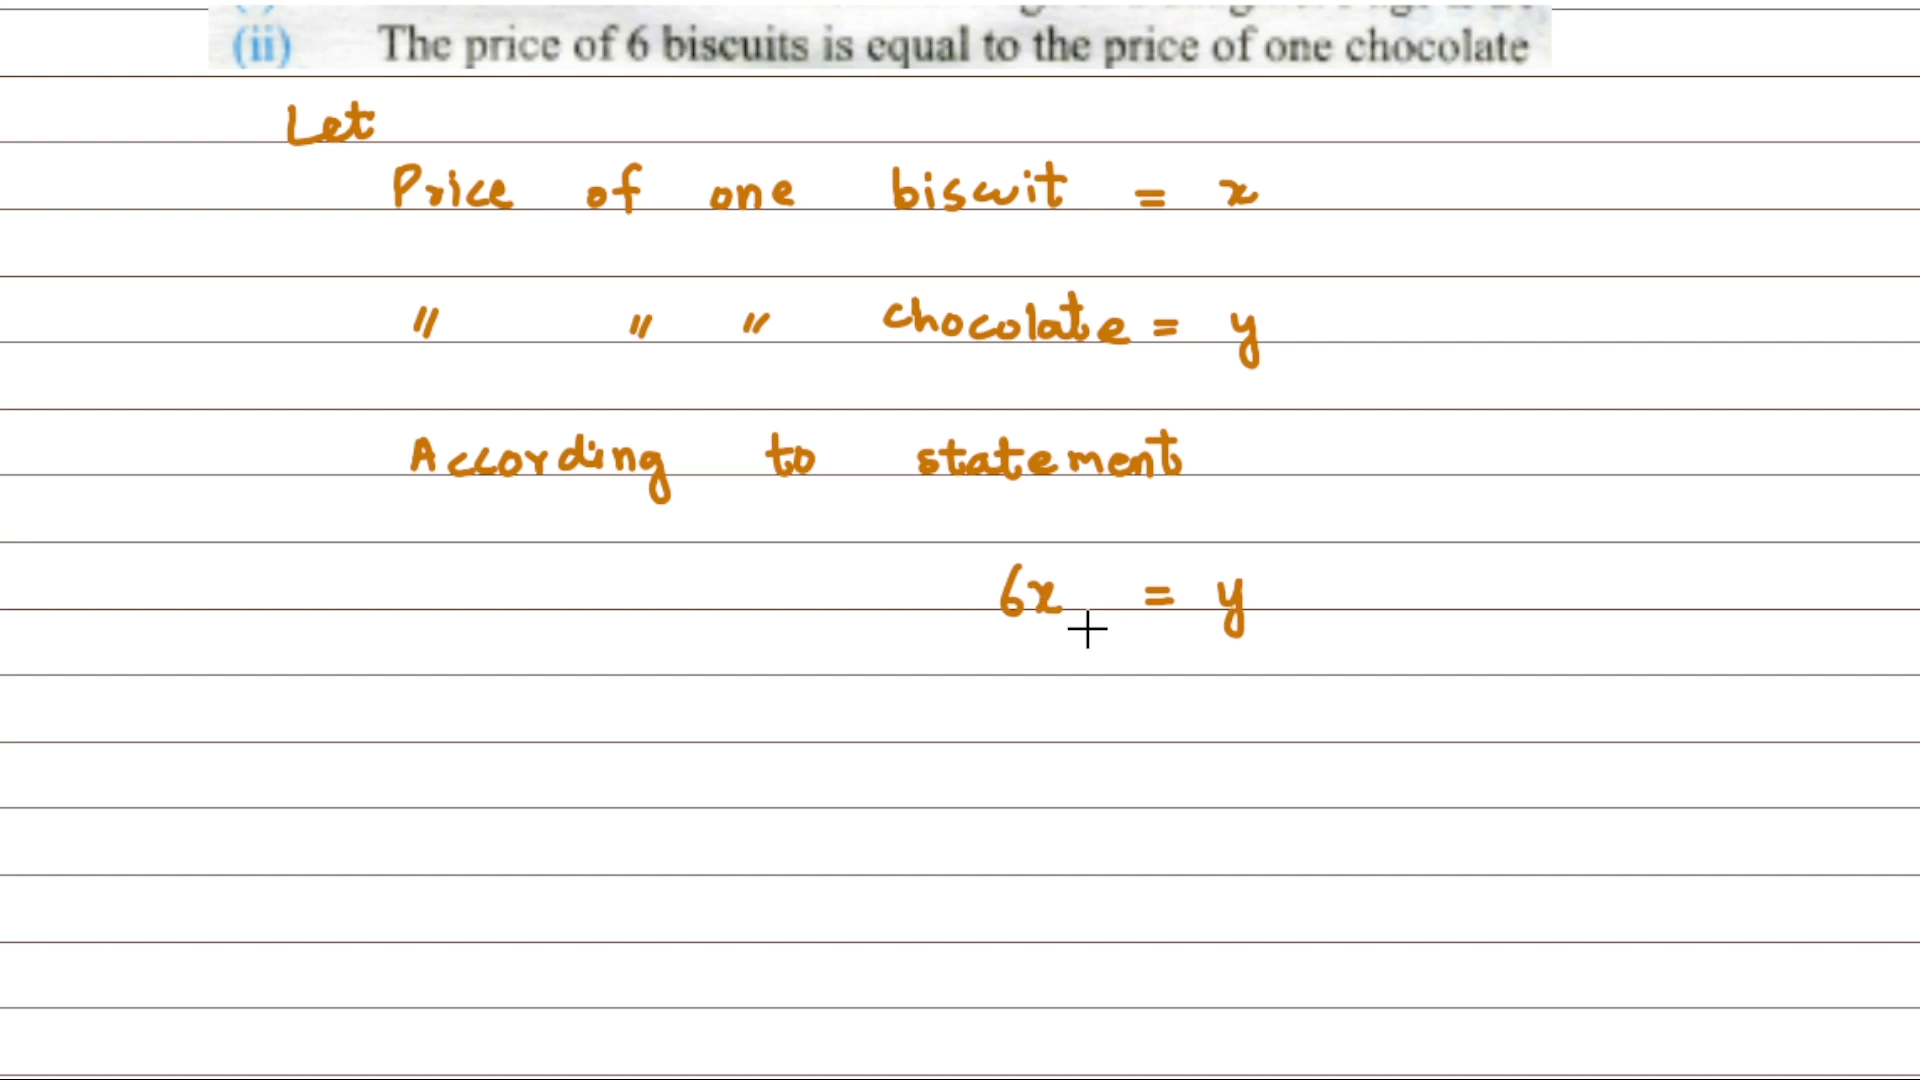 (ii) The price of 6 biscuits is equal to the price of one chocolate
Let
Price of one biscuit = x
" " " chocolate = y
According to statement
6x = y